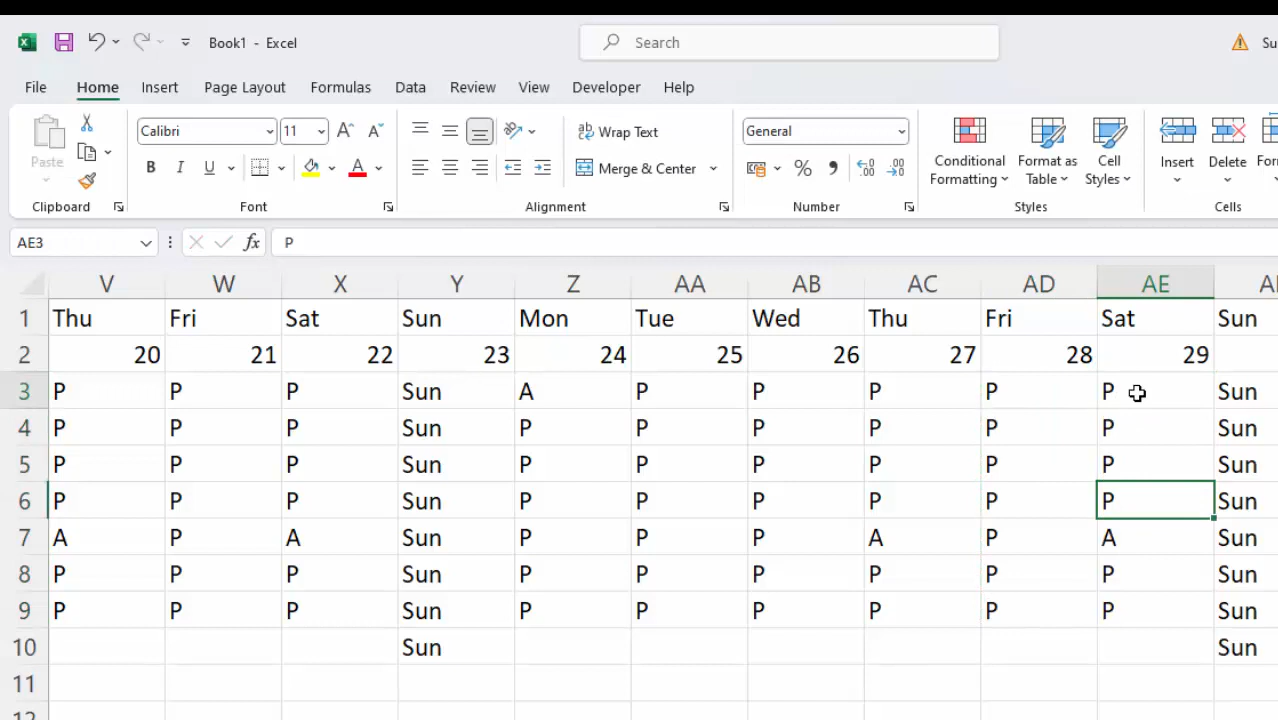 Book1 - Excel
Search
Su
File Home Insert Page Layout Formulas Data Review View Developer Help
Calibri 11 A A ab Wrap Text General
Paste B I U A Merge & Center % , Conditional Formatting Format as Table Cell Styles Insert Delete
Clipboard Font Alignment Number Styles Cells
AE3 fx P
V W X Y Z AA AB AC AD AE
1 Thu Fri Sat Sun Mon Tue Wed Thu Fri Sat Sun
2 20 21 22 23 24 25 26 27 28 29
3 P P P Sun A P P P P P Sun
4 P P P Sun P P P P P P Sun
5 P P P Sun P P P P P P Sun
6 P P P Sun P P P P P P Sun
7 A P A Sun P P P A P A Sun
8 P P P Sun P P P P P P Sun
9 P P P Sun P P P P P P Sun
10 Sun Sun
11
12